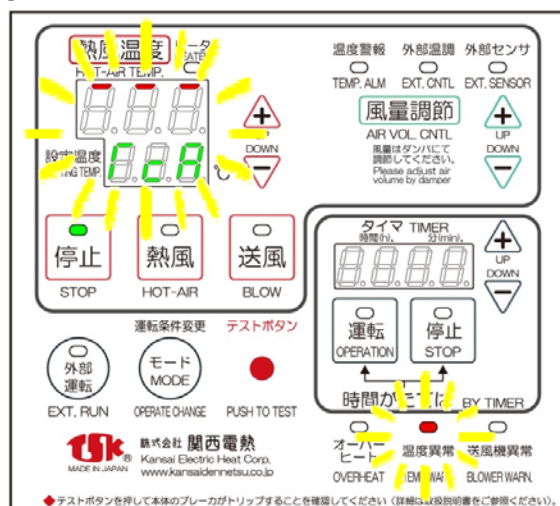 熱風温度 ヒータ
HOT-AIR TEMP. HEATER
温度警報 外部温調 外部センサ
TEMP. ALM EXT. CNTL EXT. SENSOR
風量調節
AIR VOL. CNTL
風量はダンパにて
調節してください。
Please adjust air
volume by damper
UP
DOWN
UP
DOWN
設定温度
℃
停止 熱風 送風
STOP HOT-AIR BLOW
タイマ TIMER
時間(h). 分(min).
8.8.8.8.
UP
DOWN
運転
OPERATION
停止
STOP
BY TIMER
運転条件変更 テストボタン
外部
運転
モード
MODE
EXT. RUN OPERATE CHANGE PUSH TO TEST
オーバー
ヒート
温度異常 送風機異常
OVERHEAT BLOWER WARN.
TSK®
MADE IN JAPAN
株式会社 関西電熱
Kansai Electric Heat Corp.
www.kansaidennetsu.co.jp
◆テストボタンを押して本体のブレーカがトリップすることを確認してください（詳細は取扱説明書をご参照ください）。